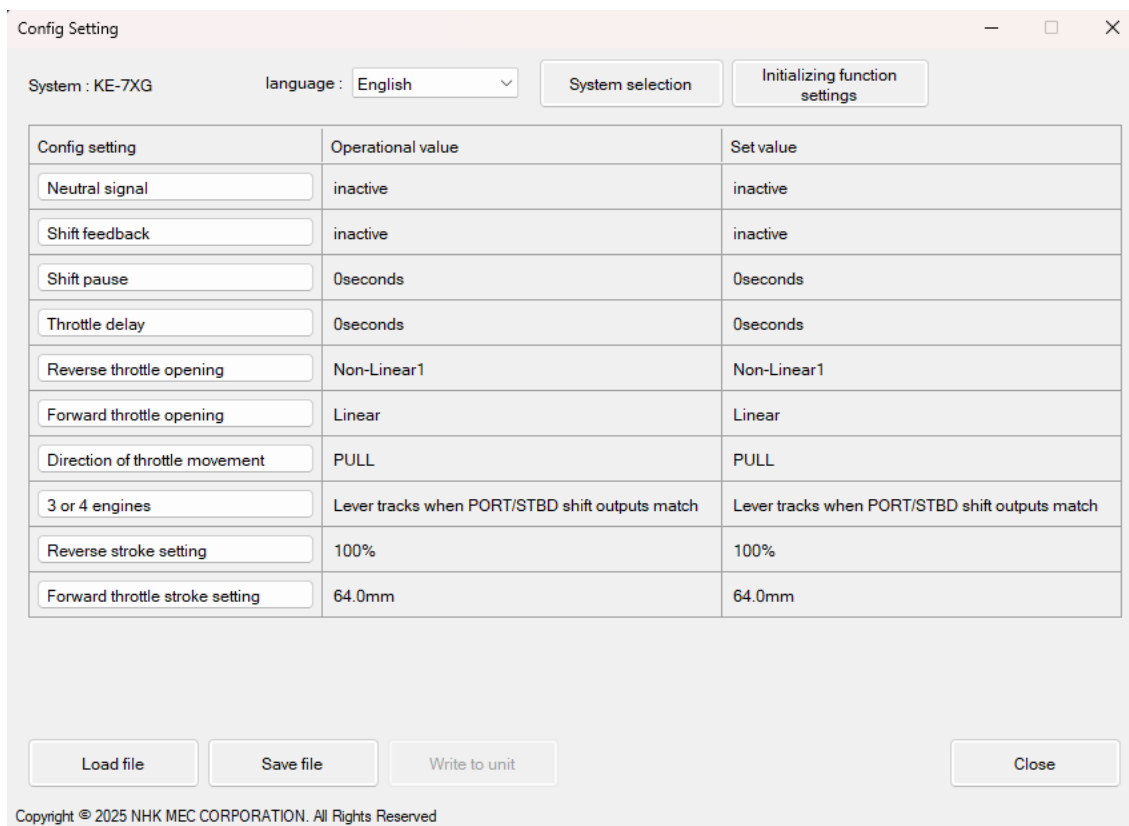 Config Setting
System : KE-7XG language : English System selection Initializing function settings
Config setting Operational value Set value
Neutral signal inactive inactive
Shift feedback inactive inactive
Shift pause 0seconds 0seconds
Throttle delay 0seconds 0seconds
Reverse throttle opening Non-Linear1 Non-Linear1
Forward throttle opening Linear Linear
Direction of throttle movement PULL PULL
3 or 4 engines Lever tracks when PORT/STBD shift outputs match Lever tracks when PORT/STBD shift outputs match
Reverse stroke setting 100% 100%
Forward throttle stroke setting 64.0mm 64.0mm
Load file Save file Write to unit Close
Copyright © 2025 NHK MEC CORPORATION. All Rights Reserved